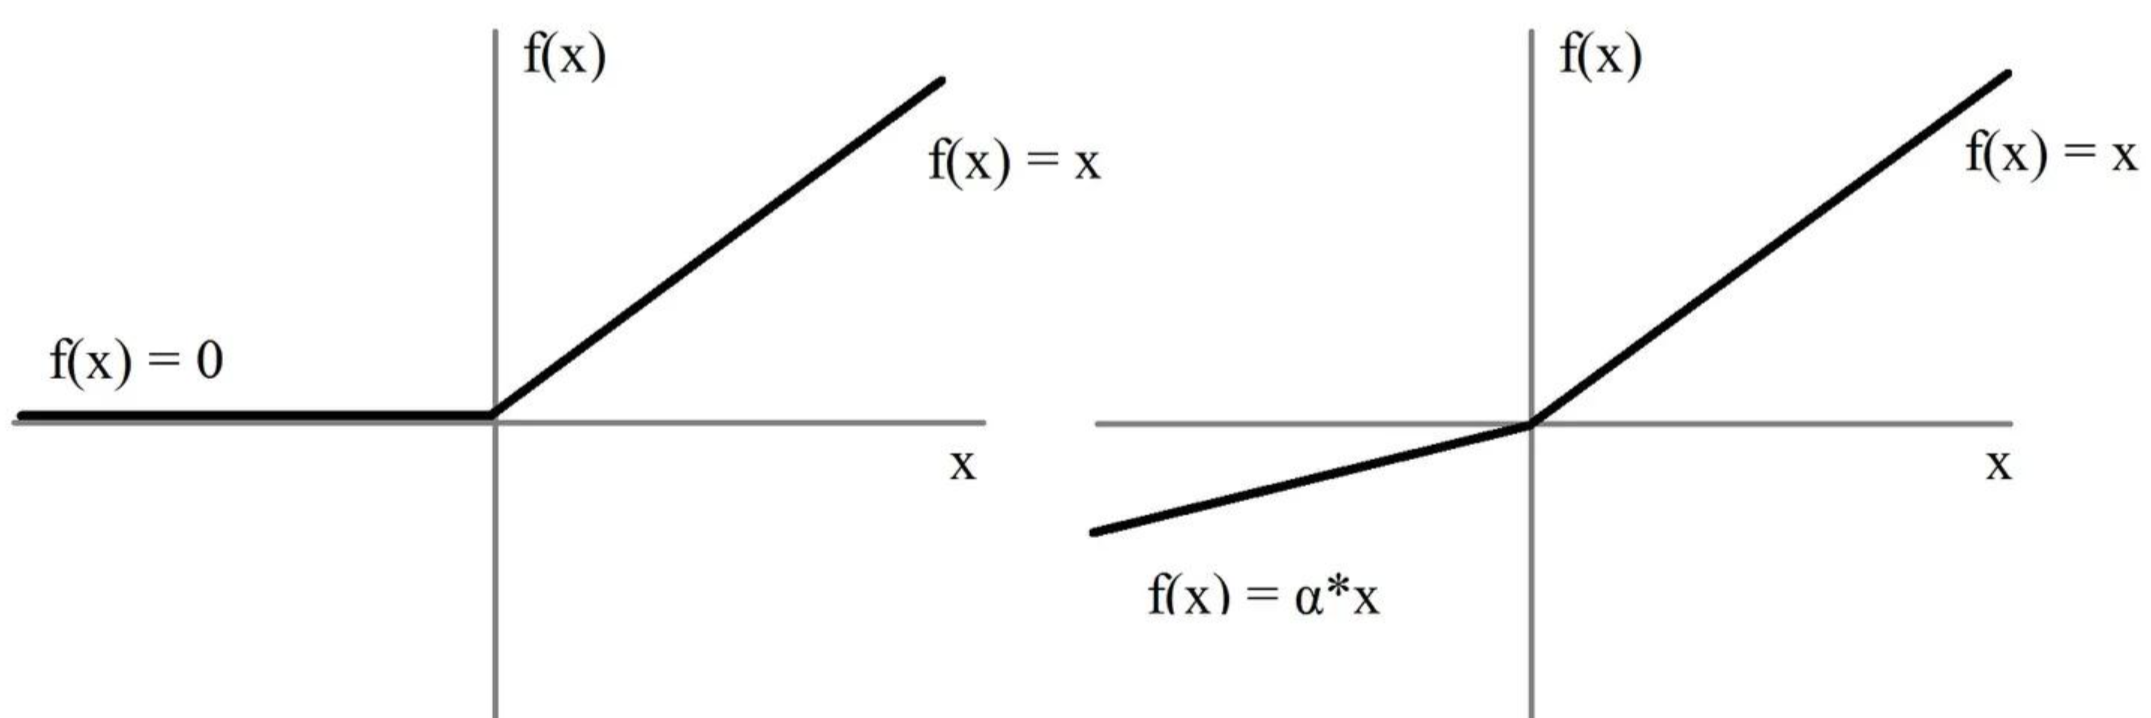 f(x)
f(x) = x
f(x) = 0
x
f(x)
f(x) = x
x
f(x) = α*x